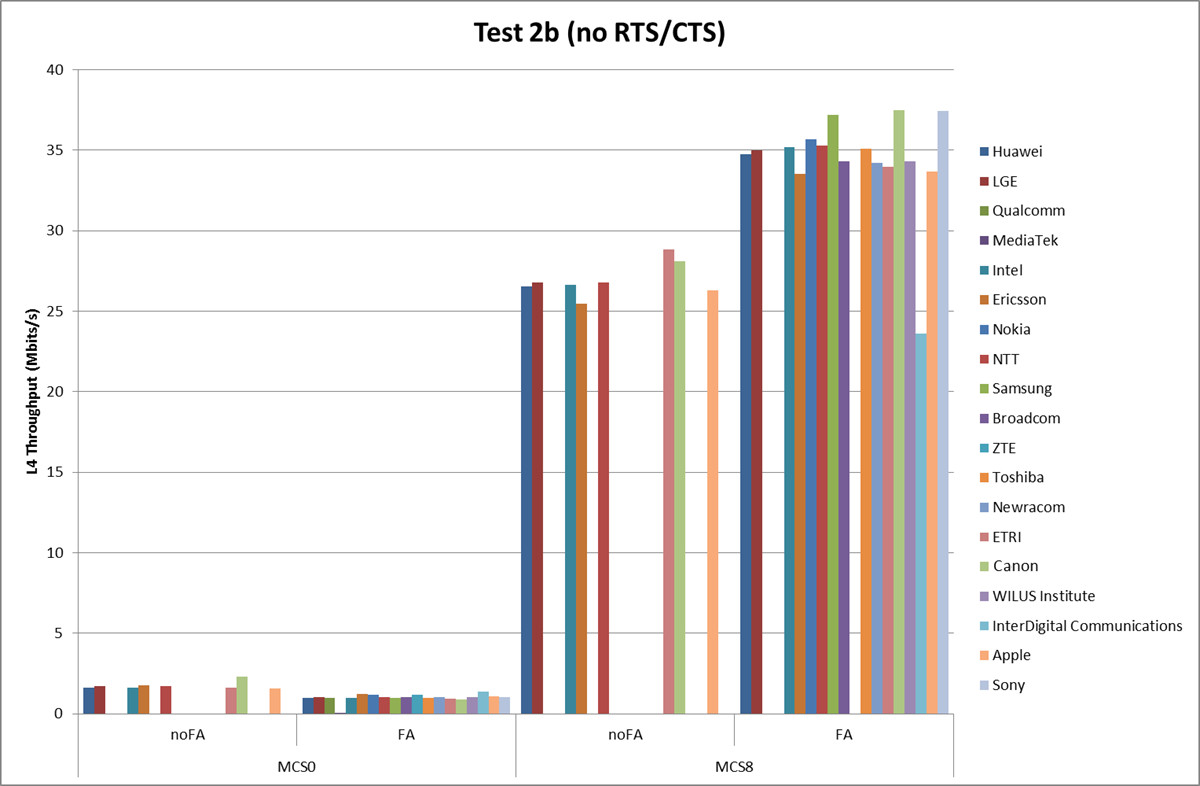 Test 2b (no RTS/CTS)
40
35
30
25
20
15
10
5
0
L4 Throughput (Mbits/s)
noFA
FA
noFA
FA
MCS0
MCS8
Huawei
LGE
Qualcomm
MediaTek
Intel
Ericsson
Nokia
NTT
Samsung
Broadcom
ZTE
Toshiba
Newracom
ETRI
Canon
WILUS Institute
InterDigital Communications
Apple
Sony